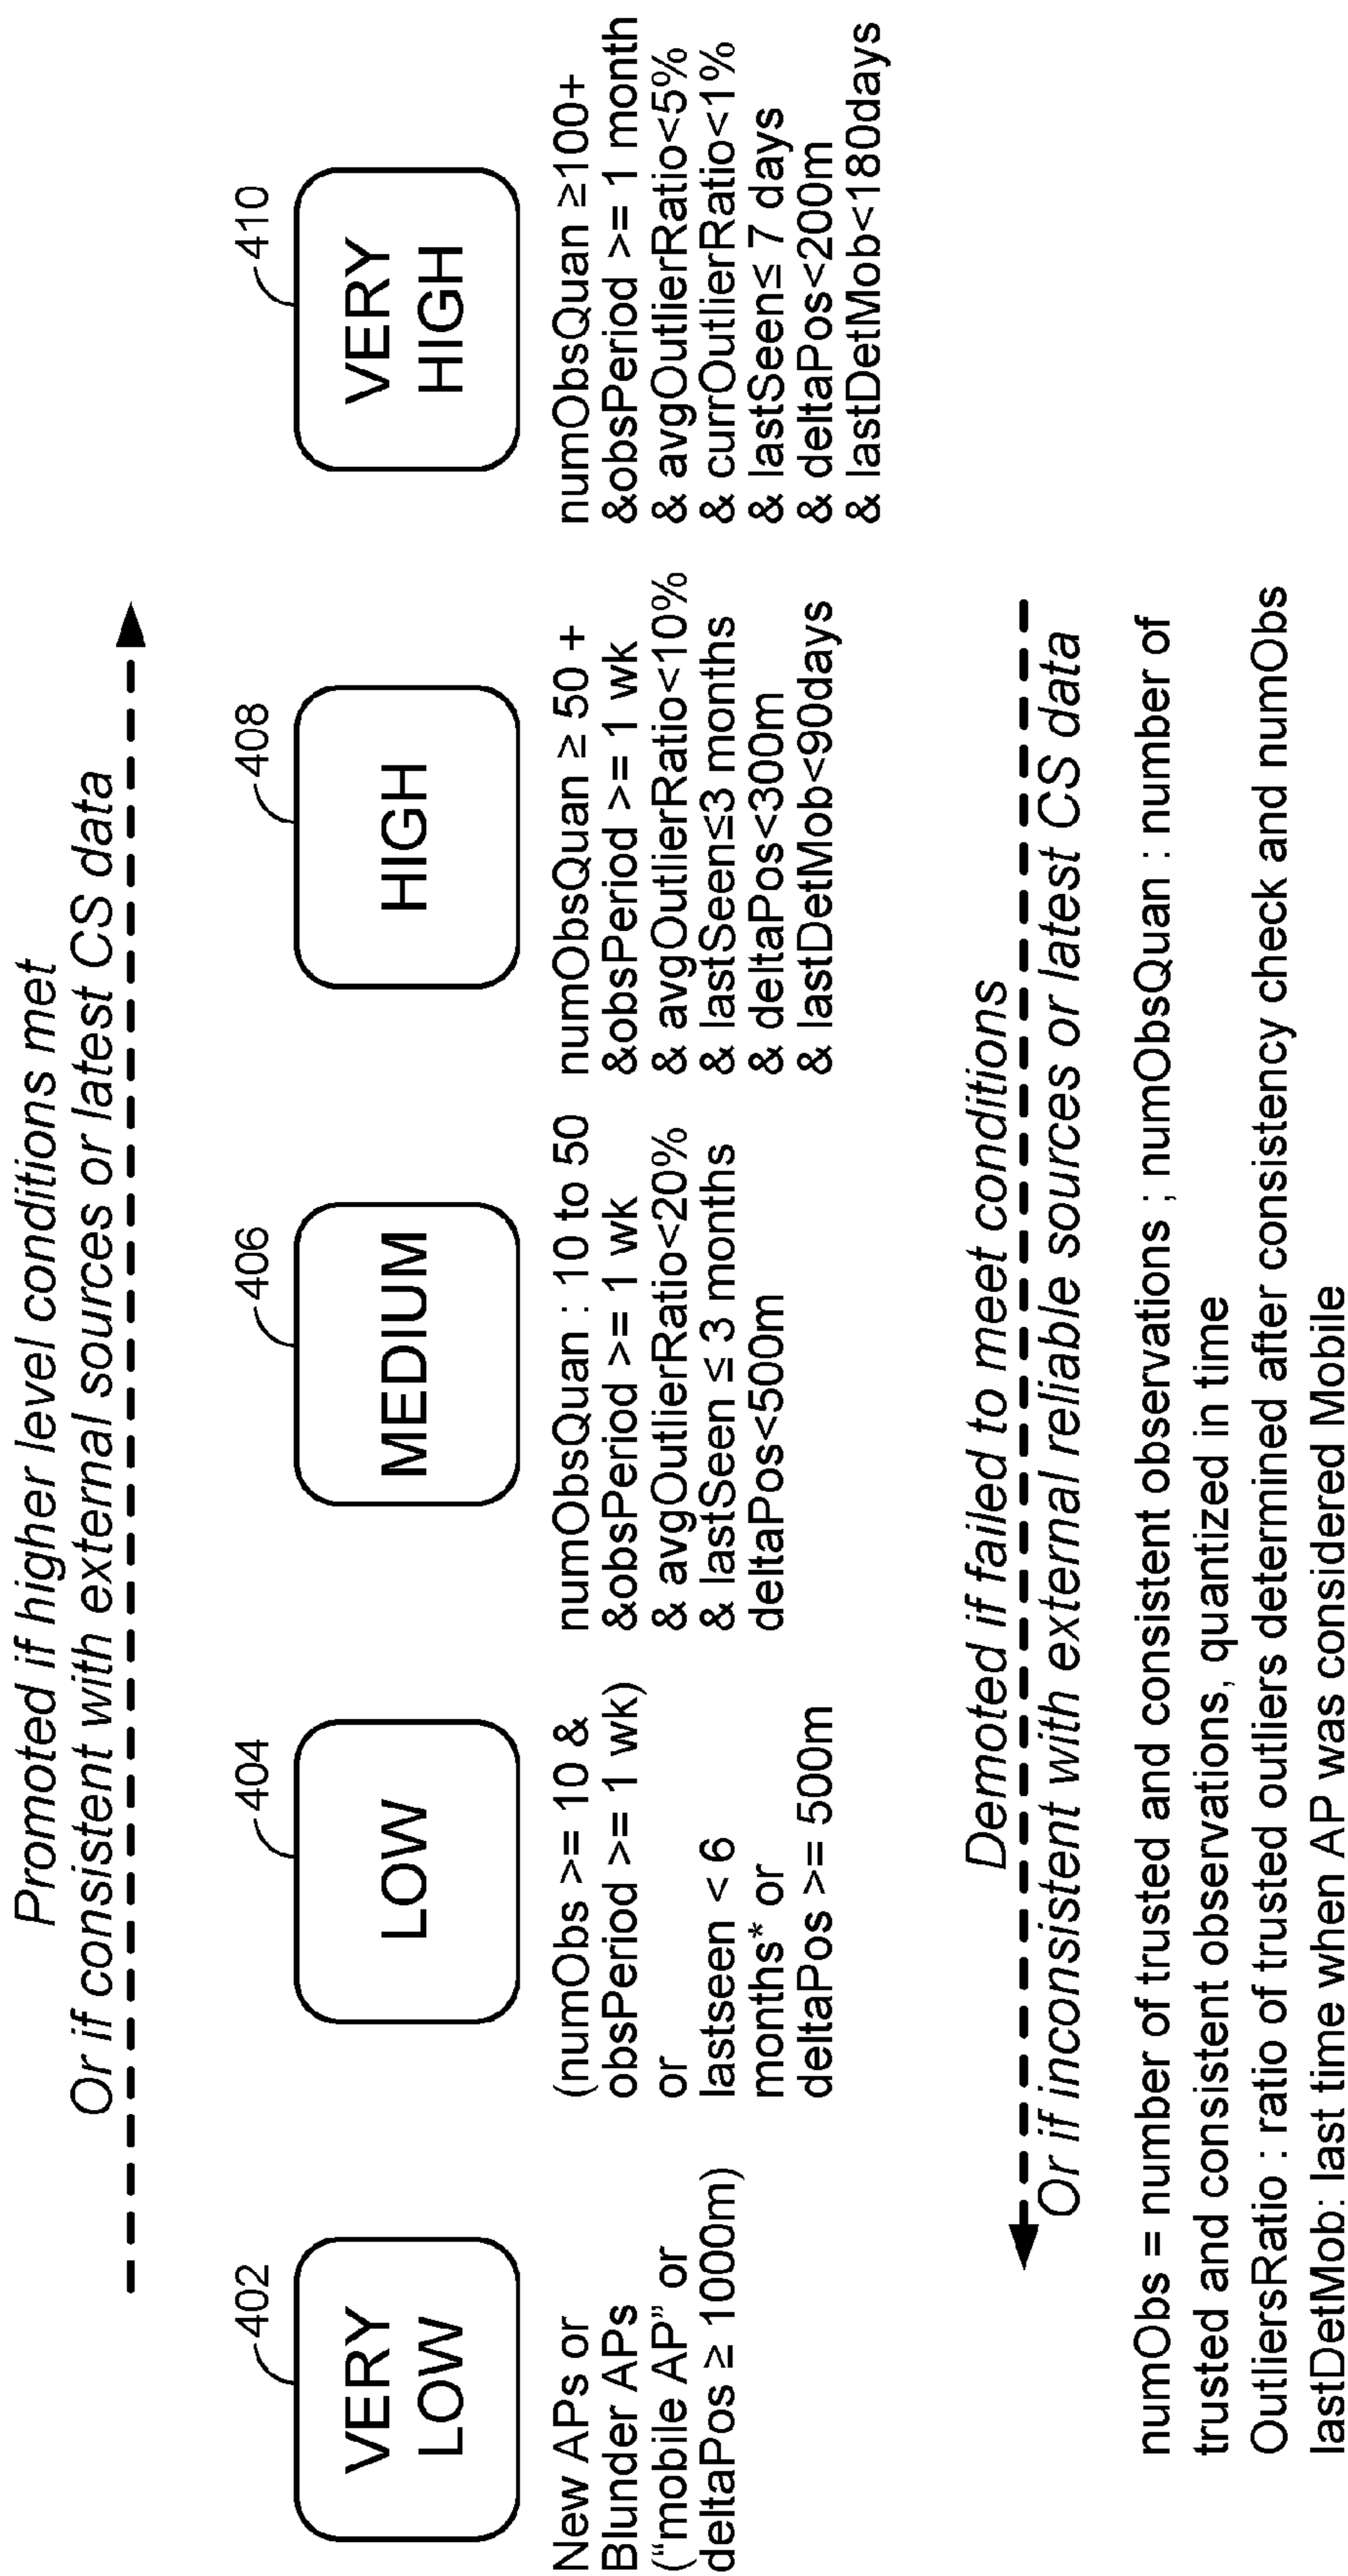 Promoted if higher level conditions met
Or if consistent with external sources or latest CS data
402
VERY
LOW
New APs or
Blunder APs
(“mobile AP” or
deltaPos ≥ 1000m)
404
LOW
(numObs >= 10 &
obsPeriod >= 1 wk)
or
lastseen < 6
months* or
deltaPos >= 500m
406
MEDIUM
numObsQuan : 10 to 50
&obsPeriod >= 1 wk
& avgOutlierRatio<20%
& lastSeen ≤ 3 months
deltaPos<500m
408
HIGH
numObsQuan ≥ 50 +
&obsPeriod >= 1 wk
& avgOutlierRatio<10%
& lastSeen≤3 months
& deltaPos<300m
& lastDetMob<90days
410
VERY
HIGH
numObsQuan ≥100+
&obsPeriod >= 1 month
& avgOutlierRatio<5%
& currOutlierRatio<1%
& lastSeen≤ 7 days
& deltaPos<200m
& lastDetMob<180days
Demoted if failed to meet conditions
Or if inconsistent with external reliable sources or latest CS data
numObs = number of trusted and consistent observations ; numObsQuan : number of
trusted and consistent observations, quantized in time
OutliersRatio : ratio of trusted outliers determined after consistency check and numObs
lastDetMob: last time when AP was considered Mobile